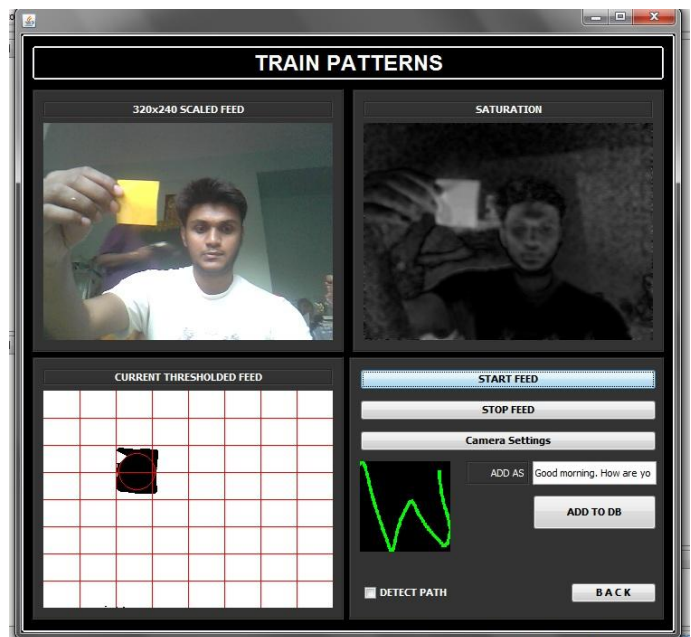 TRAIN PATTERNS
320x240 SCALED FEED
SATURATION
CURRENT THRESHOLDED FEED
START FEED
STOP FEED
Camera Settings
ADD AS
Good morning. How are yo
ADD TO DB
DETECT PATH
BACK